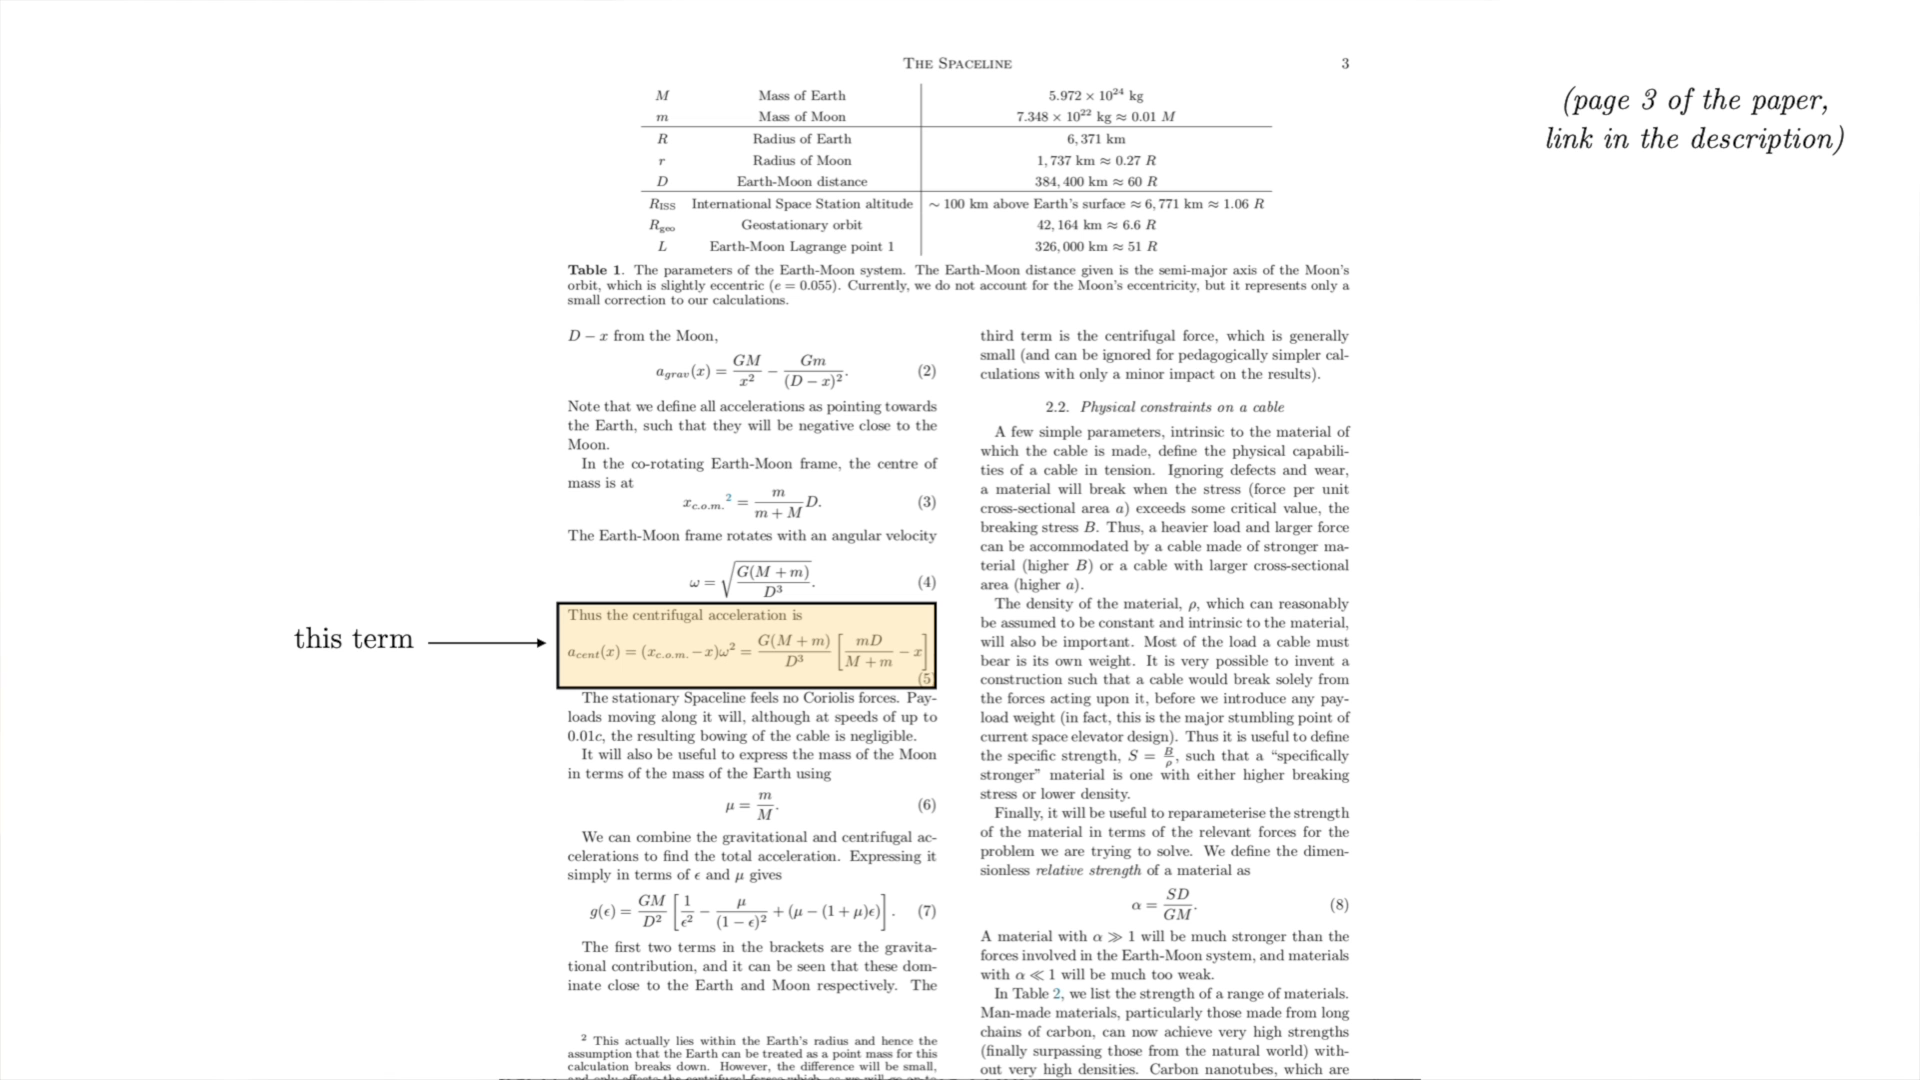 THE SPACELINE 3
M Mass of Earth 5.972 × 10²⁴ kg
m Mass of Moon 7.348 × 10²² kg ≈ 0.01 M
R Radius of Earth 6,371 km
r Radius of Moon 1,737 km ≈ 0.27 R
D Earth-Moon distance 384,400 km ≈ 60 R
R_ISS International Space Station altitude ∼ 100 km above Earth's surface ≈ 6,771 km ≈ 1.06 R
R_geo Geostationary orbit 42,164 km ≈ 6.6 R
L Earth-Moon Lagrange point 1 326,000 km ≈ 51 R
Table 1. The parameters of the Earth-Moon system. The Earth-Moon distance given is the semi-major axis of the Moon's
orbit, which is slightly eccentric (e = 0.055). Currently, we do not account for the Moon's eccentricity, but it represents only a
small correction to our calculations.
D − x from the Moon,
a_grav(x) = GM/x² − Gm/(D − x)². (2)
Note that we define all accelerations as pointing towards
the Earth, such that they will be negative close to the
Moon.
In the co-rotating Earth-Moon frame, the centre of
mass is at
x_c.o.m.² = m/(m + M) D. (3)
The Earth-Moon frame rotates with an angular velocity
ω = √(G(M + m)/D³). (4)
Thus the centrifugal acceleration is
a_cent(x) = (x_c.o.m. − x)ω² = G(M + m)/D³ [mD/(M + m) − x]
(5
The stationary Spaceline feels no Coriolis forces. Pay-
loads moving along it will, although at speeds of up to
0.01c, the resulting bowing of the cable is negligible.
It will also be useful to express the mass of the Moon
in terms of the mass of the Earth using
μ = m/M. (6)
We can combine the gravitational and centrifugal ac-
celerations to find the total acceleration. Expressing it
simply in terms of ϵ and μ gives
g(ϵ) = GM/D² [1/ϵ² − μ/(1 − ϵ)² + (μ − (1 + μ)ϵ)]. (7)
The first two terms in the brackets are the gravita-
tional contribution, and it can be seen that these dom-
inate close to the Earth and Moon respectively. The
² This actually lies within the Earth's radius and hence the
assumption that the Earth can be treated as a point mass for this
calculation breaks down. However, the difference will be small,
third term is the centrifugal force, which is generally
small (and can be ignored for pedagogically simpler cal-
culations with only a minor impact on the results).
2.2. Physical constraints on a cable
A few simple parameters, intrinsic to the material of
which the cable is made, define the physical capabili-
ties of a cable in tension. Ignoring defects and wear,
a material will break when the stress (force per unit
cross-sectional area a) exceeds some critical value, the
breaking stress B. Thus, a heavier load and larger force
can be accommodated by a cable made of stronger ma-
terial (higher B) or a cable with larger cross-sectional
area (higher a).
The density of the material, ρ, which can reasonably
be assumed to be constant and intrinsic to the material,
will also be important. Most of the load a cable must
bear is its own weight. It is very possible to invent a
construction such that a cable would break solely from
the forces acting upon it, before we introduce any pay-
load weight (in fact, this is the major stumbling point of
current space elevator design). Thus it is useful to define
the specific strength, S = B/ρ, such that a “specifically
stronger” material is one with either higher breaking
stress or lower density.
Finally, it will be useful to reparameterise the strength
of the material in terms of the relevant forces for the
problem we are trying to solve. We define the dimen-
sionless relative strength of a material as
α = SD/GM. (8)
A material with α ≫ 1 will be much stronger than the
forces involved in the Earth-Moon system, and materials
with α ≪ 1 will be much too weak.
In Table 2, we list the strength of a range of materials.
Man-made materials, particularly those made from long
chains of carbon, can now achieve very high strengths
(finally surpassing those from the natural world) with-
out very high densities. Carbon nanotubes, which are
this term
(page 3 of the paper,
link in the description)